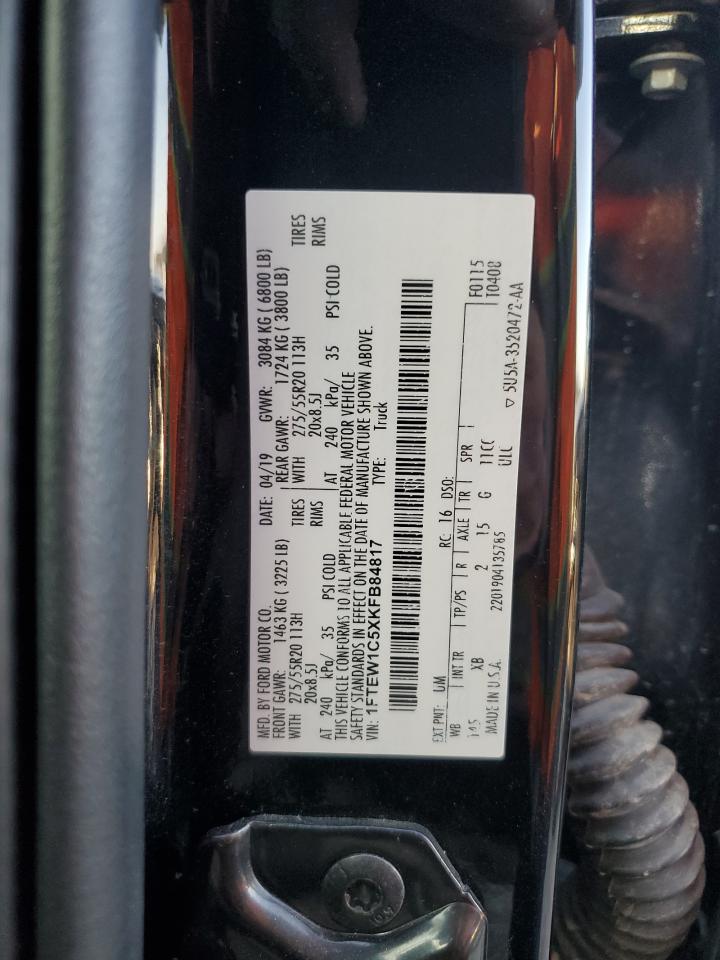 MFD. BY FORD MOTOR CO. DATE: 04/19 GVWR: 3084 KG ( 6800 LB)
FRONT GAWR: 1463 KG ( 3225 LB) REAR GAWR: 1724 KG ( 3800 LB)
WITH 275/55R20 113H TIRES WITH 275/55R20 113H TIRES
20x8.5J RIMS 20x8.5J RIMS
AT 240 kPa/ 35 PSI COLD AT 240 kPa/ 35 PSI COLD
THIS VEHICLE CONFORMS TO ALL APPLICABLE FEDERAL MOTOR VEHICLE
SAFETY STANDARDS IN EFFECT ON THE DATE OF MANUFACTURE SHOWN ABOVE.
VIN: 1FTEW1C5XKFB84817 TYPE: Truck
F0115
T0408
EXT PNT: UM RC: 16 DSO:
WB INT TR TP/PS R AXLE TR SPR
145 XB 2 15 G 11CC
2201904135785 UILC
MADE IN U.S.A. ▽ 5U5A-3520472-AA